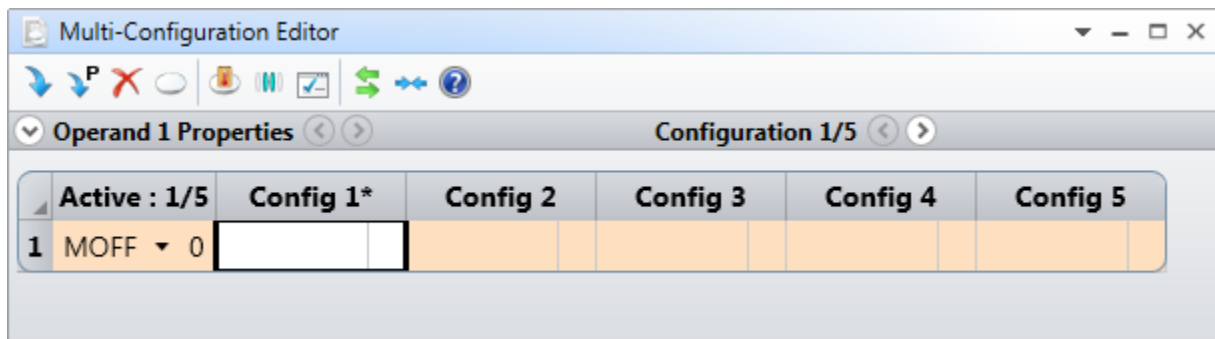 Multi-Configuration Editor
P
?
Operand 1 Properties Configuration 1/5
Active : 1/5 Config 1* Config 2 Config 3 Config 4 Config 5
1 MOFF 0